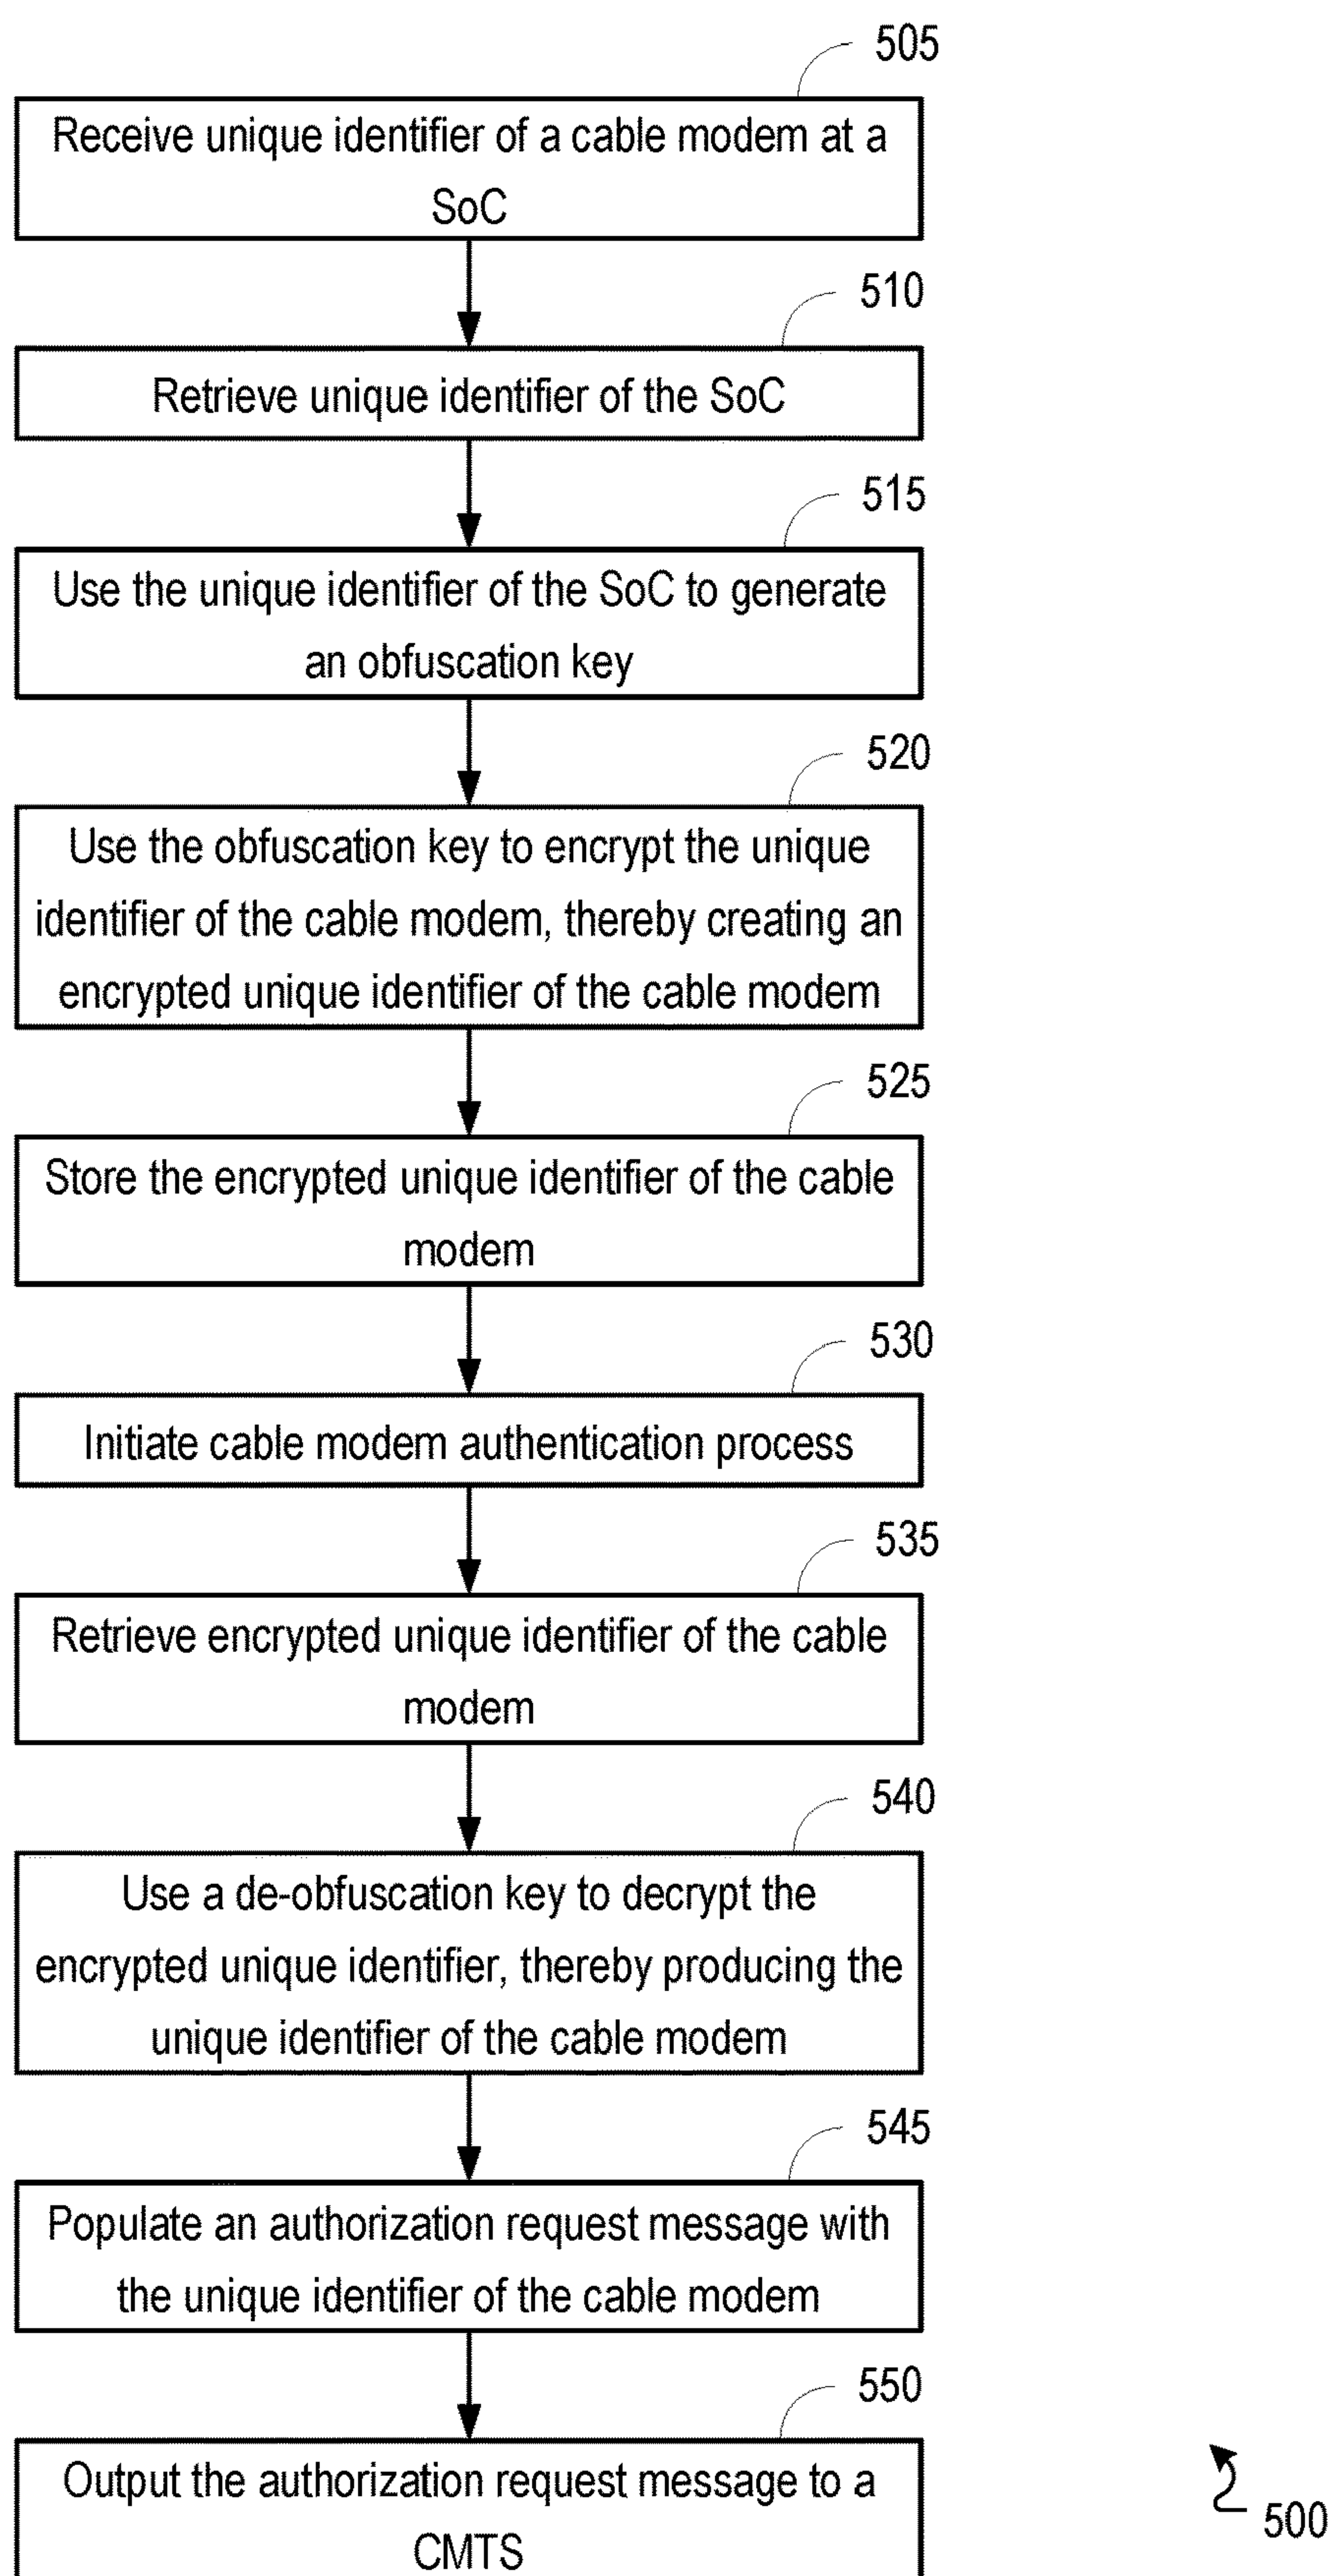 505
Receive unique identifier of a cable modem at a
SoC
510
Retrieve unique identifier of the SoC
515
Use the unique identifier of the SoC to generate
an obfuscation key
520
Use the obfuscation key to encrypt the unique
identifier of the cable modem, thereby creating an
encrypted unique identifier of the cable modem
525
Store the encrypted unique identifier of the cable
modem
530
Initiate cable modem authentication process
535
Retrieve encrypted unique identifier of the cable
modem
540
Use a de-obfuscation key to decrypt the
encrypted unique identifier, thereby producing the
unique identifier of the cable modem
545
Populate an authorization request message with
the unique identifier of the cable modem
550
Output the authorization request message to a
CMTS
500